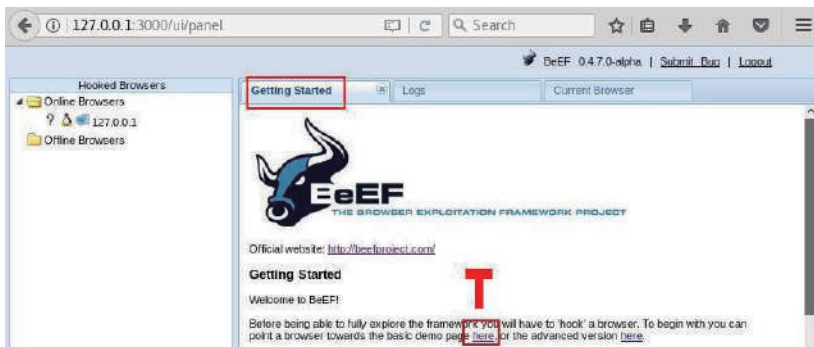 127.0.0.1:3000/ui/panel
Search
BeEF 0.4.7.0-alpha | Submit Bug | Logout
Hooked Browsers
Online Browsers
? 127.0.0.1
Offline Browsers
Getting Started
Logs
Current Browser
BeEF
THE BROWSER EXPLOITATION FRAMEWORK PROJECT
Official website: http://beefproject.com/
Getting Started
Welcome to BeEF!
T
Before being able to fully explore the framework you will have to 'hook' a browser. To begin with you can
point a browser towards the basic demo page here, or the advanced version here.